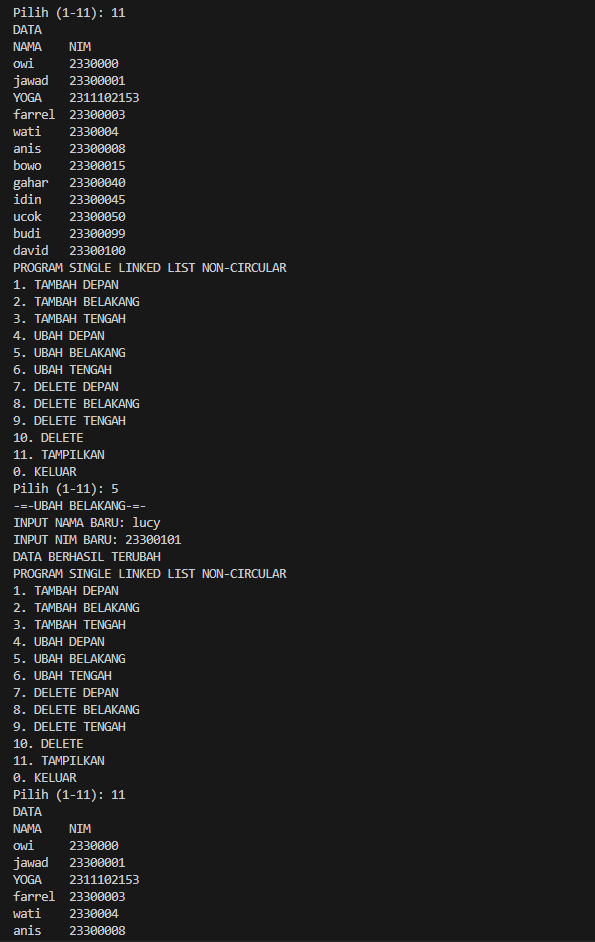 Pilih (1-11): 11
DATA
NAMA    NIM
owi     2330000
jawad   23300001
YOGA    2311102153
farrel  23300003
wati    2330004
anis    23300008
bowo    23300015
gahar   23300040
idin    23300045
ucok    23300050
budi    23300099
david   23300100
PROGRAM SINGLE LINKED LIST NON-CIRCULAR
1. TAMBAH DEPAN
2. TAMBAH BELAKANG
3. TAMBAH TENGAH
4. UBAH DEPAN
5. UBAH BELAKANG
6. UBAH TENGAH
7. DELETE DEPAN
8. DELETE BELAKANG
9. DELETE TENGAH
10. DELETE
11. TAMPILKAN
0. KELUAR
Pilih (1-11): 5
-=-UBAH BELAKANG-=-
INPUT NAMA BARU: lucy
INPUT NIM BARU: 23300101
DATA BERHASIL TERUBAH
PROGRAM SINGLE LINKED LIST NON-CIRCULAR
1. TAMBAH DEPAN
2. TAMBAH BELAKANG
3. TAMBAH TENGAH
4. UBAH DEPAN
5. UBAH BELAKANG
6. UBAH TENGAH
7. DELETE DEPAN
8. DELETE BELAKANG
9. DELETE TENGAH
10. DELETE
11. TAMPILKAN
0. KELUAR
Pilih (1-11): 11
DATA
NAMA    NIM
owi     2330000
jawad   23300001
YOGA    2311102153
farrel  23300003
wati    2330004
anis    23300008